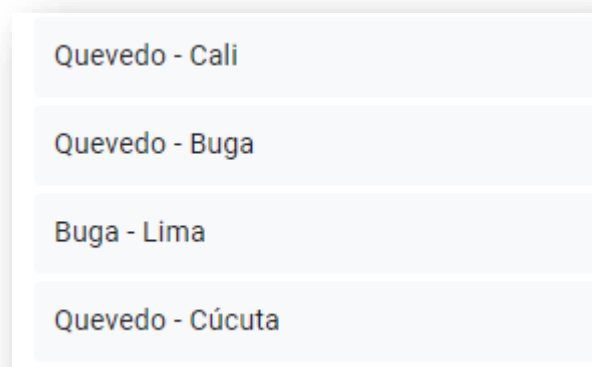 Quevedo - Cali
Quevedo - Buga
Buga - Lima
Quevedo - Cúcuta